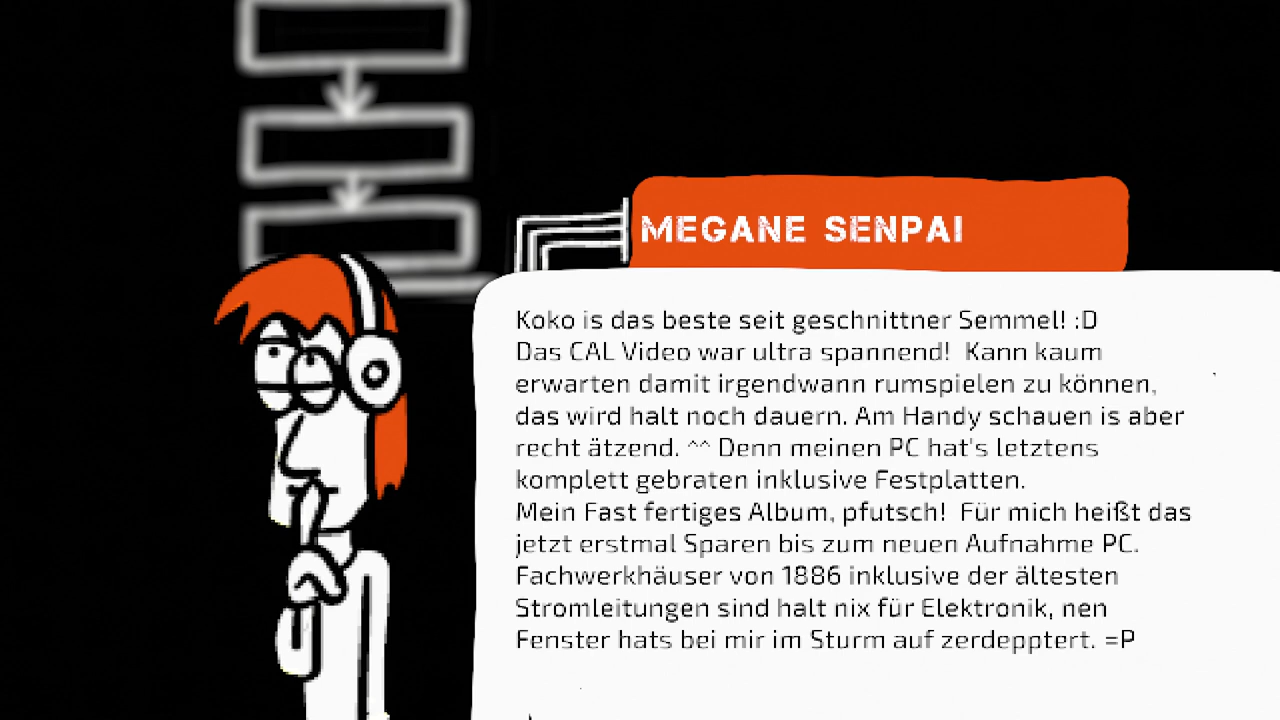 MEGANE SENPAI
Koko is das beste seit geschnittner Semmel! :D
Das CAL Video war ultra spannend!  Kann kaum
erwarten damit irgendwann rumspielen zu können,
das wird halt noch dauern. Am Handy schauen is aber
recht ätzend. ^^ Denn meinen PC hat's letztens
komplett gebraten inklusive Festplatten.
Mein Fast fertiges Album, pfutsch!  Für mich heißt das
jetzt erstmal Sparen bis zum neuen Aufnahme PC.
Fachwerkhäuser von 1886 inklusive der ältesten
Stromleitungen sind halt nix für Elektronik, nen
Fenster hats bei mir im Sturm auf zerdepptert. =P